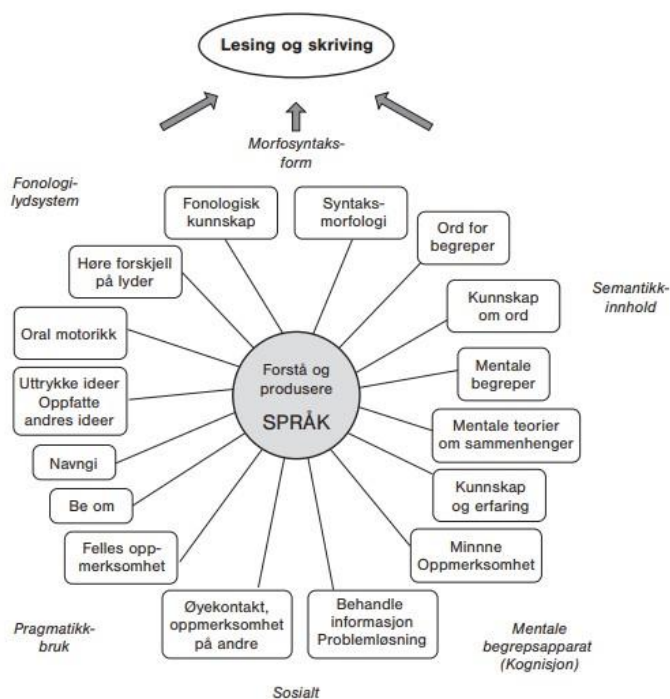 Lesing og skriving
Morfosyntaks-
form
Fonologi-
lydsystem
Fonologisk
kunnskap
Syntaks-
morfologi
Ord for
begreper
Høre forskjell
på lyder
Semantikk-
innhold
Kunnskap
om ord
Oral motorikk
Forstå og
produsere
SPRÅK
Mentale
begreper
Uttrykke ideer
Oppfatte
andres ideer
Mentale teorier
om sammenhenger
Navngi
Kunnskap
og erfaring
Be om
Felles opp-
merksomhet
Minnne
Oppmerksomhet
Øyekontakt,
oppmerksomhet
på andre
Behandle
informasjon
Problemløsning
Pragmatikk-
bruk
Mentale
begrepsapparat
(Kognisjon)
Sosialt